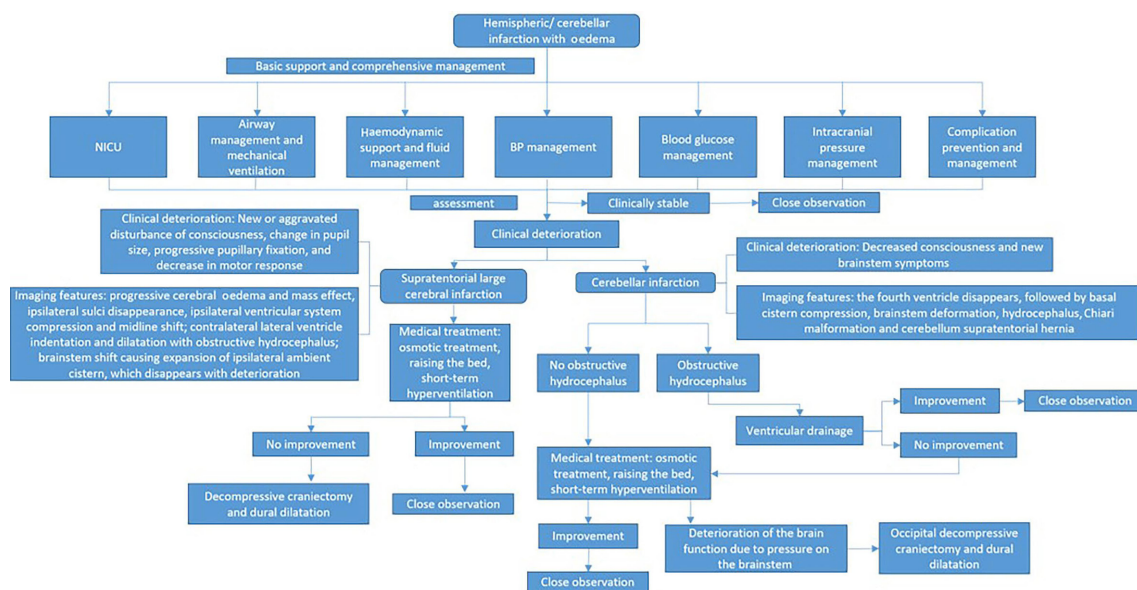 Hemispheric/ cerebellar
infarction with oedema
Basic support and comprehensive management
NICU
Airway
management and
mechanical
ventilation
Haemodynamic
support and fluid
management
BP management
Blood glucose
management
Intracranial
pressure
management
Complication
prevention and
management
assessment
Clinically stable
Close observation
Clinical deterioration
Clinical deterioration: New or aggravated
disturbance of consciousness, change in pupil
size, progressive pupillary fixation, and
decrease in motor response
Imaging features: progressive cerebral oedema and mass effect,
ipsilateral sulci disappearance, ipsilateral ventricular system
compression and midline shift; contralateral lateral ventricle
indentation and dilatation with obstructive hydrocephalus;
brainstem shift causing expansion of ipsilateral ambient
cistern, which disappears with deterioration
Supratentorial large
cerebral infarction
Cerebellar infarction
Clinical deterioration: Decreased consciousness and new
brainstem symptoms
Imaging features: the fourth ventricle disappears, followed by basal
cistern compression, brainstem deformation, hydrocephalus, Chiari
malformation and cerebellum supratentorial hernia
Medical treatment:
osmotic treatment,
raising the bed,
short-term
hyperventilation
No obstructive
hydrocephalus
Obstructive
hydrocephalus
Ventricular drainage
Improvement
Close observation
No improvement
No improvement
Improvement
Decompressive craniectomy
and dural dilatation
Close observation
Medical treatment: osmotic
treatment, raising the bed,
short-term hyperventilation
Improvement
Close observation
Deterioration of the brain
function due to pressure on
the brainstem
Occipital decompressive
craniectomy and dural
dilatation